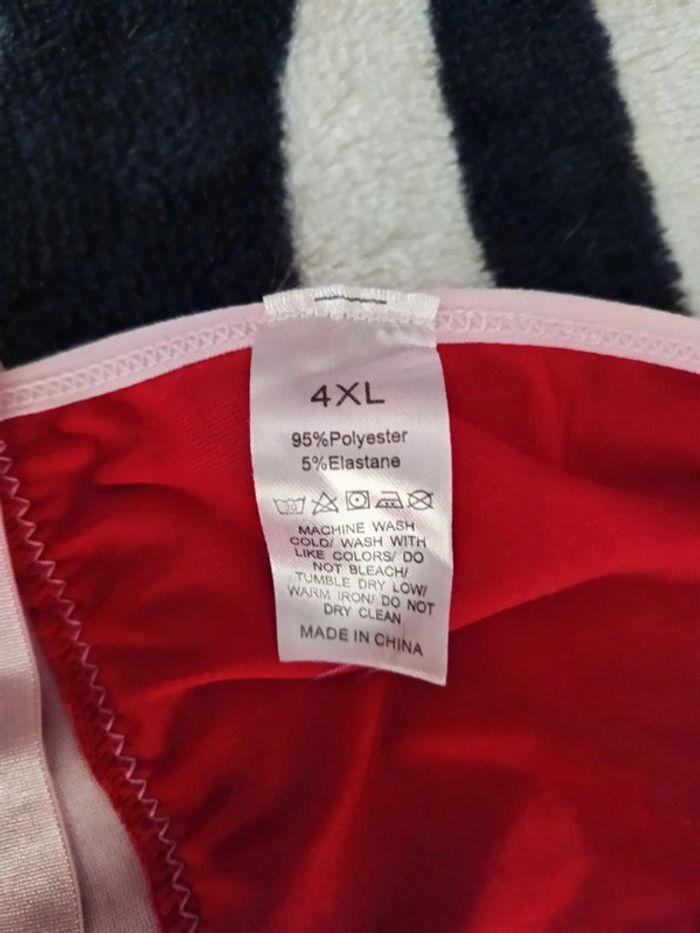 4XL
95%Polyester
5%Elastane
MACHINE WASH
COLD/ WASH WITH
LIKE COLORS/ DO
NOT BLEACH/
TUMBLE DRY LOW/
WARM IRON/ DO NOT
DRY CLEAN
MADE IN CHINA